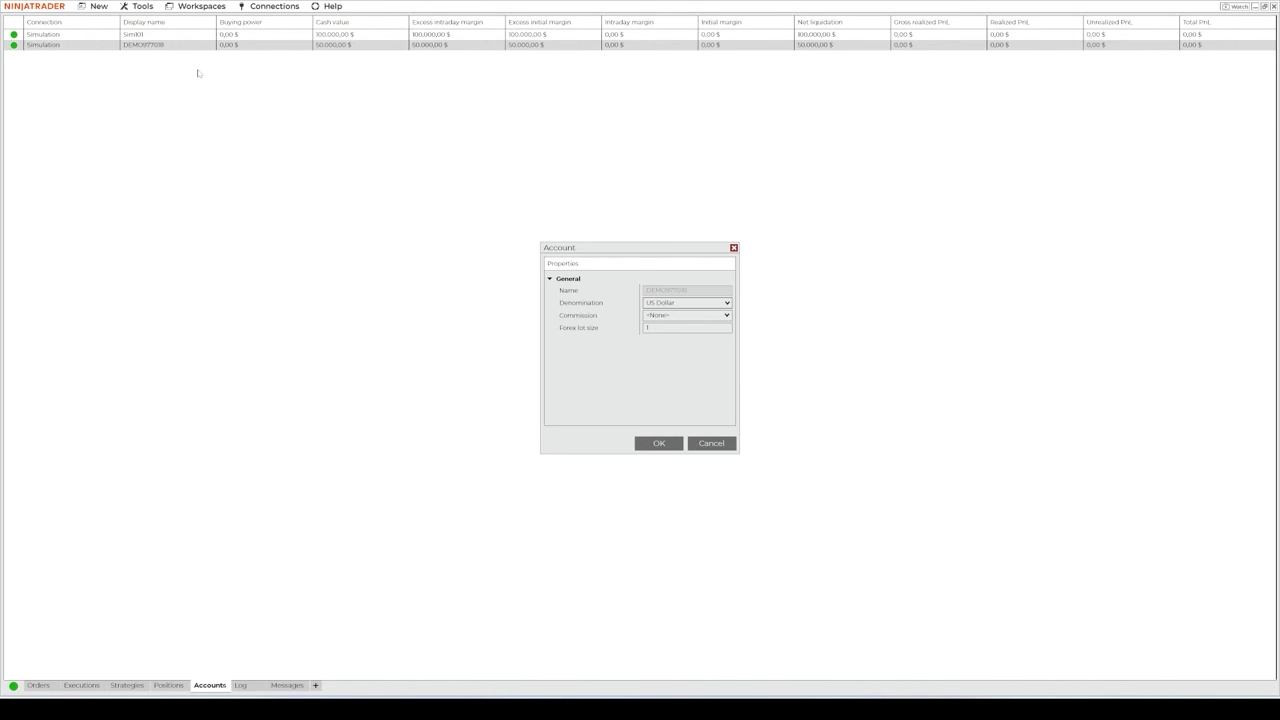 NINJATRADER New Tools Workspaces Connections Help Watch
Connection Display name Buying power Cash value Excess intraday margin Excess initial margin Intraday margin Initial margin Net liquidation Gross realized PnL Realized PnL Unrealized PnL Total PnL
Simulation Sim101 0,00 $ 100.000,00 $ 100.000,00 $ 100.000,00 $ 0,00 $ 0,00 $ 100.000,00 $ 0,00 $ 0,00 $ 0,00 $ 0,00 $
Simulation 0,00 $ 50.000,00 $ 50.000,00 $ 50.000,00 $ 0,00 $ 0,00 $ 50.000,00 $ 0,00 $ 0,00 $ 0,00 $ 0,00 $
Account
Properties
General
Name
Denomination US Dollar
Commission <None>
Forex lot size 1
OK Cancel
Orders Executions Strategies Positions Accounts Log Messages +